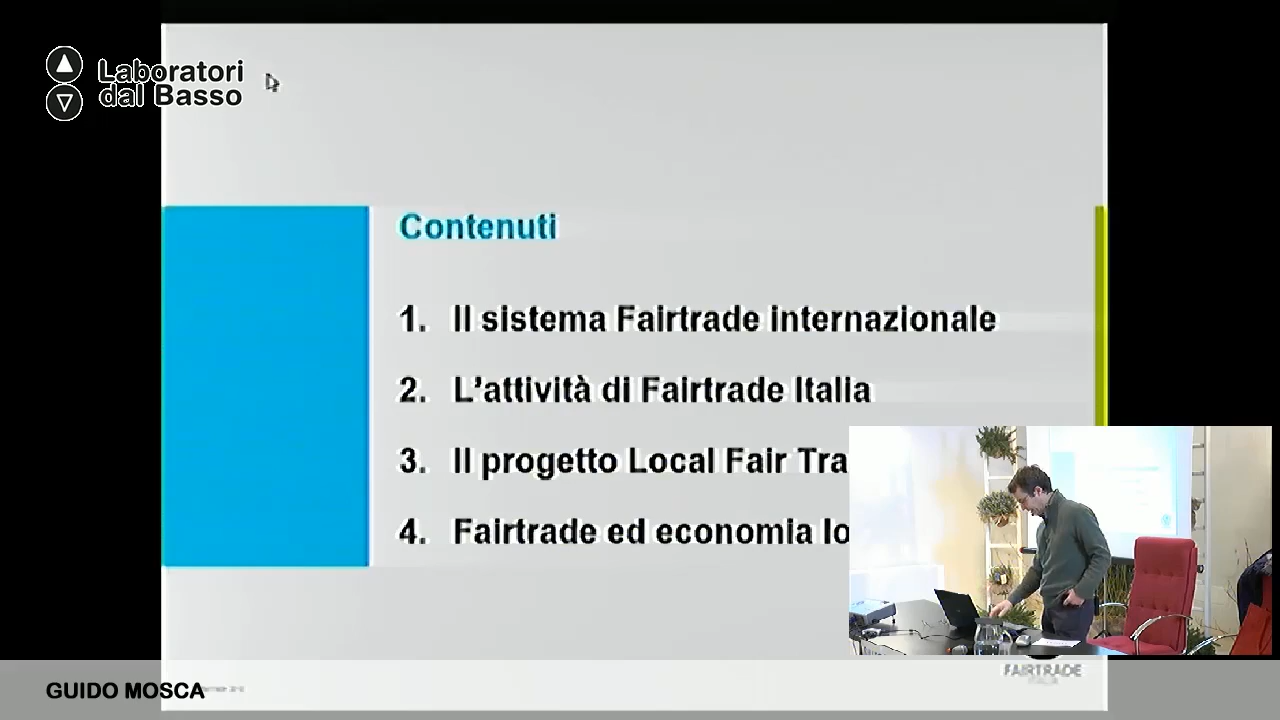 Laboratori
dal Basso
Contenuti
1. Il sistema Fairtrade internazionale
2. L'attività di Fairtrade Italia
3. Il progetto Local Fair Tra
4. Fairtrade ed economia lo
FAIRTRADE
ITALIA
GUIDO MOSCA